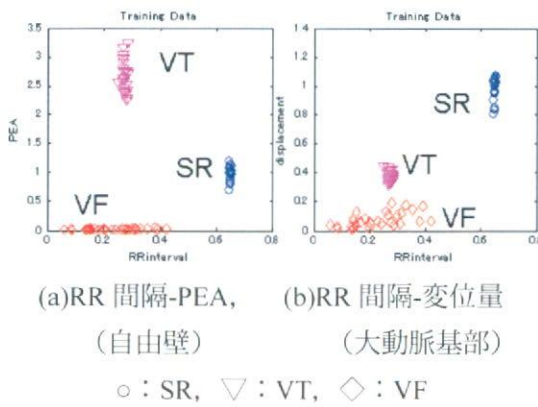 Training Data
3.5
3
2.5
2
1.5
1
0.5
0
PEA
VT
SR
VF
0 0.2 0.4 0.6 0.8
RRinterval
Training Data
1.4
1.2
1
0.8
0.6
0.4
0.2
0
displacement
SR
VT
VF
0 0.2 0.4 0.6 0.8
RRinterval
(a)RR 間隔-PEA,
(自由壁)
(b)RR 間隔-変位量
(大動脈基部)
○：SR, ▽：VT, ◇：VF